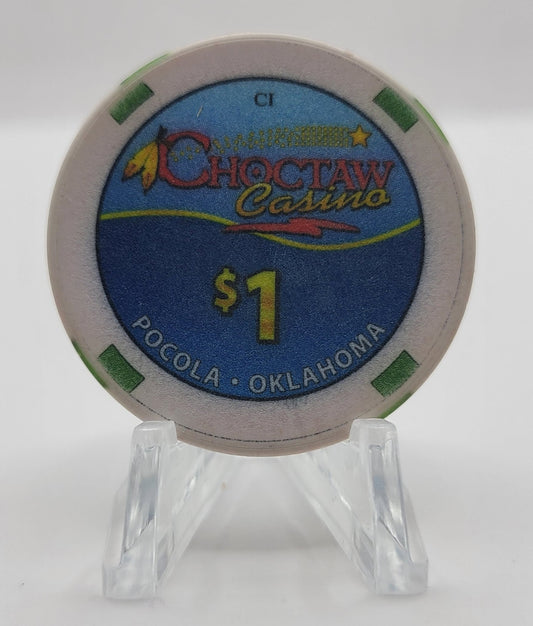 CI
CHOCTAW
Casino
$1
POCOLA • OKLAHOMA